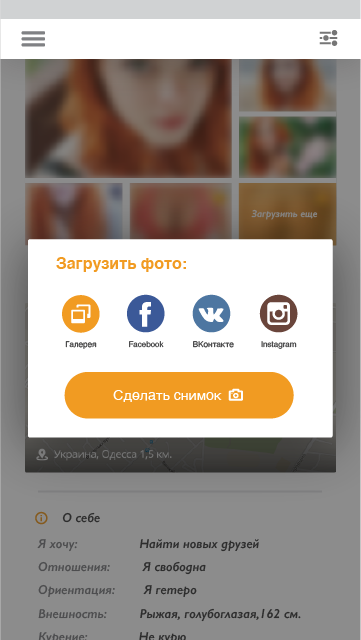 Загрузить еще
Загрузить фото:
Галерея Facebook ВКонтакте Instagram
Сделать снимок
Украина, Одесса 1,5 км.
О себе
Я хочу: Найти новых друзей
Отношения: Я свободна
Ориентация: Я гетеро
Внешность: Рыжая, голубоглазая,162 см.
Курение: Не курю